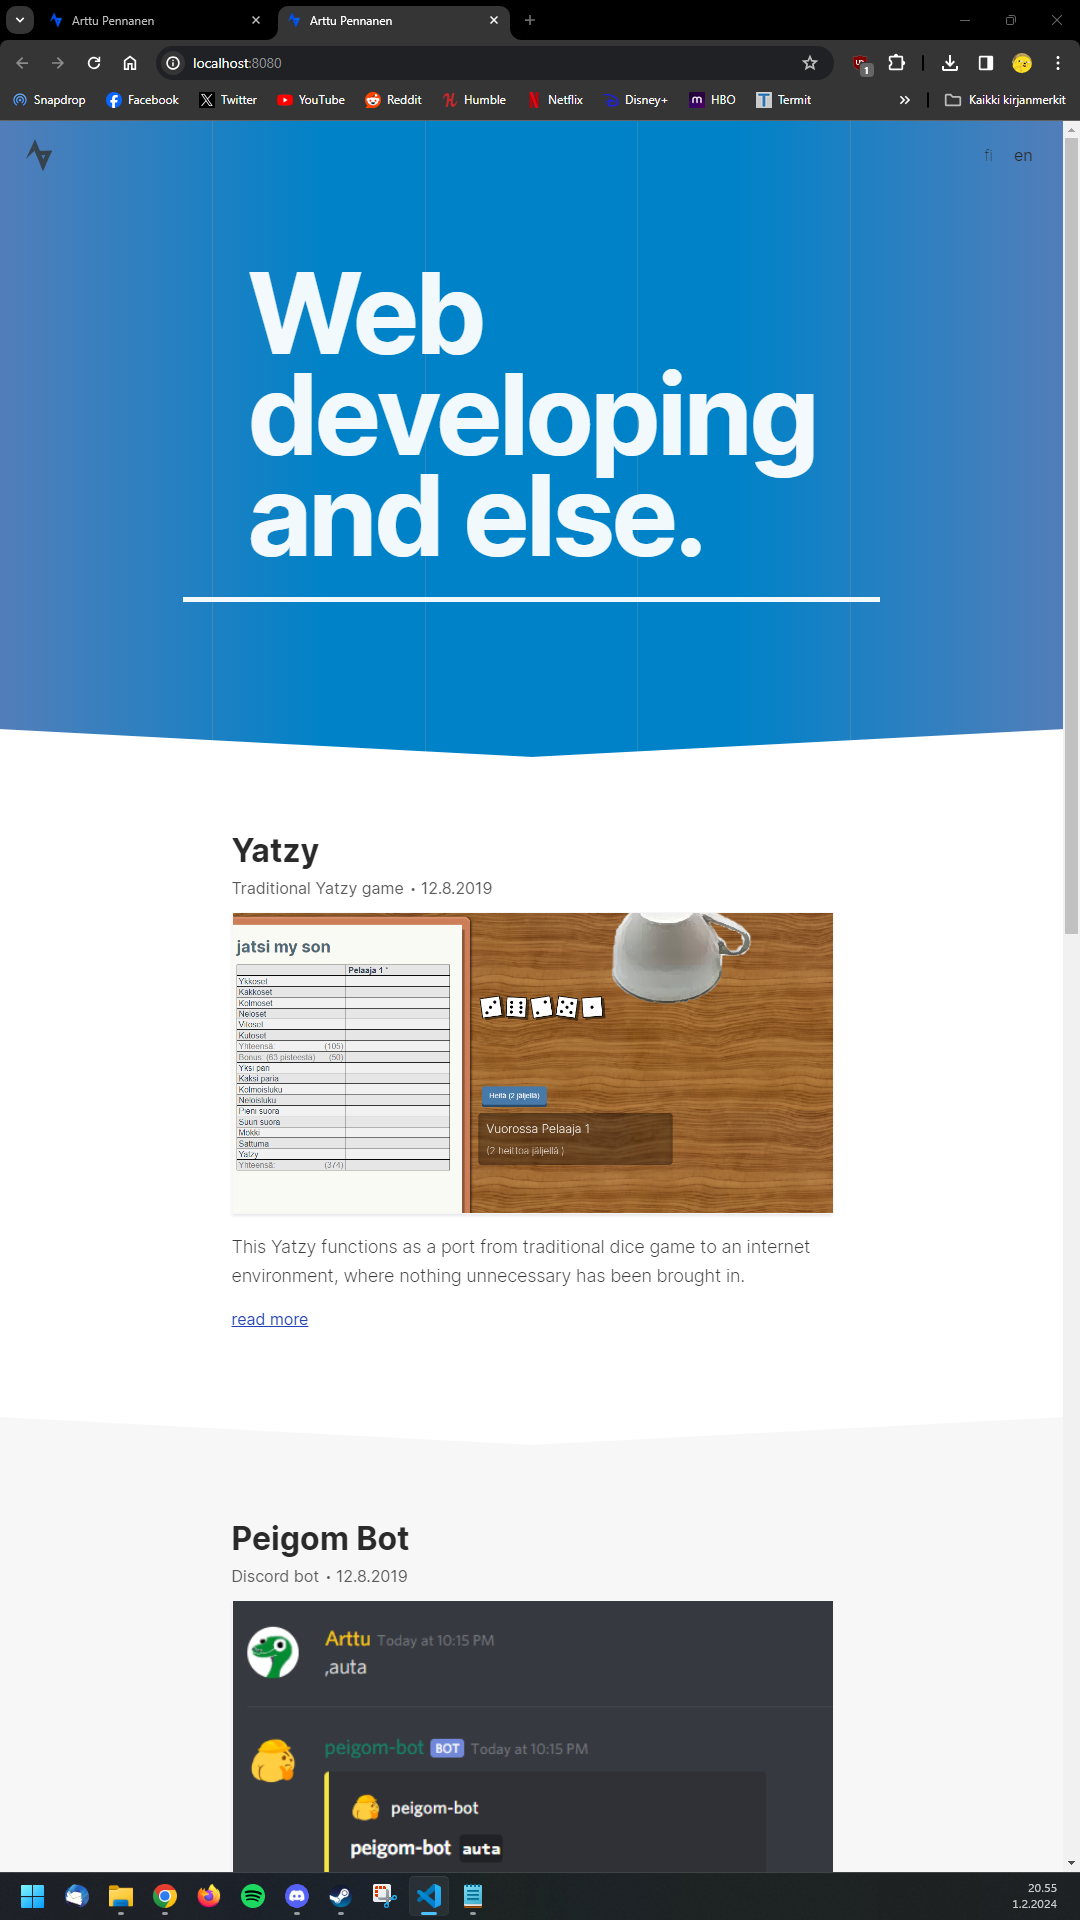 Arttu Pennanen
Arttu Pennanen
localhost:8080
1
Snapdrop
Facebook
Twitter
YouTube
Reddit
Humble
Netflix
Disney+
HBO
Termit
Kaikki kirjanmerkit
fi en
Web
developing
and else.
Yatzy
Traditional Yatzy game • 12.8.2019
jatsi my son
Pelaaja 1 *
Ykköset
Kakkoset
Kolmoset
Neloset
Vitoset
Kutoset
Yhteensä: (105)
Bonus: (63 pisteestä) (50)
Yksi pari
Kaksi paria
Kolmoisluku
Neloisluku
Pieni suora
Suuri suora
Mökki
Sattuma
Yatzy
Yhteensä: (374)
Heitä (2 jäljellä)
Vuorossa Pelaaja 1
(2 heittoa jäljellä.)
This Yatzy functions as a port from traditional dice game to an internet
environment, where nothing unnecessary has been brought in.
read more
Peigom Bot
Discord bot • 12.8.2019
Arttu Today at 10:15 PM
,auta
peigom-bot BOT Today at 10:15 PM
peigom-bot
peigom-bot auta
20.55
1.2.2024